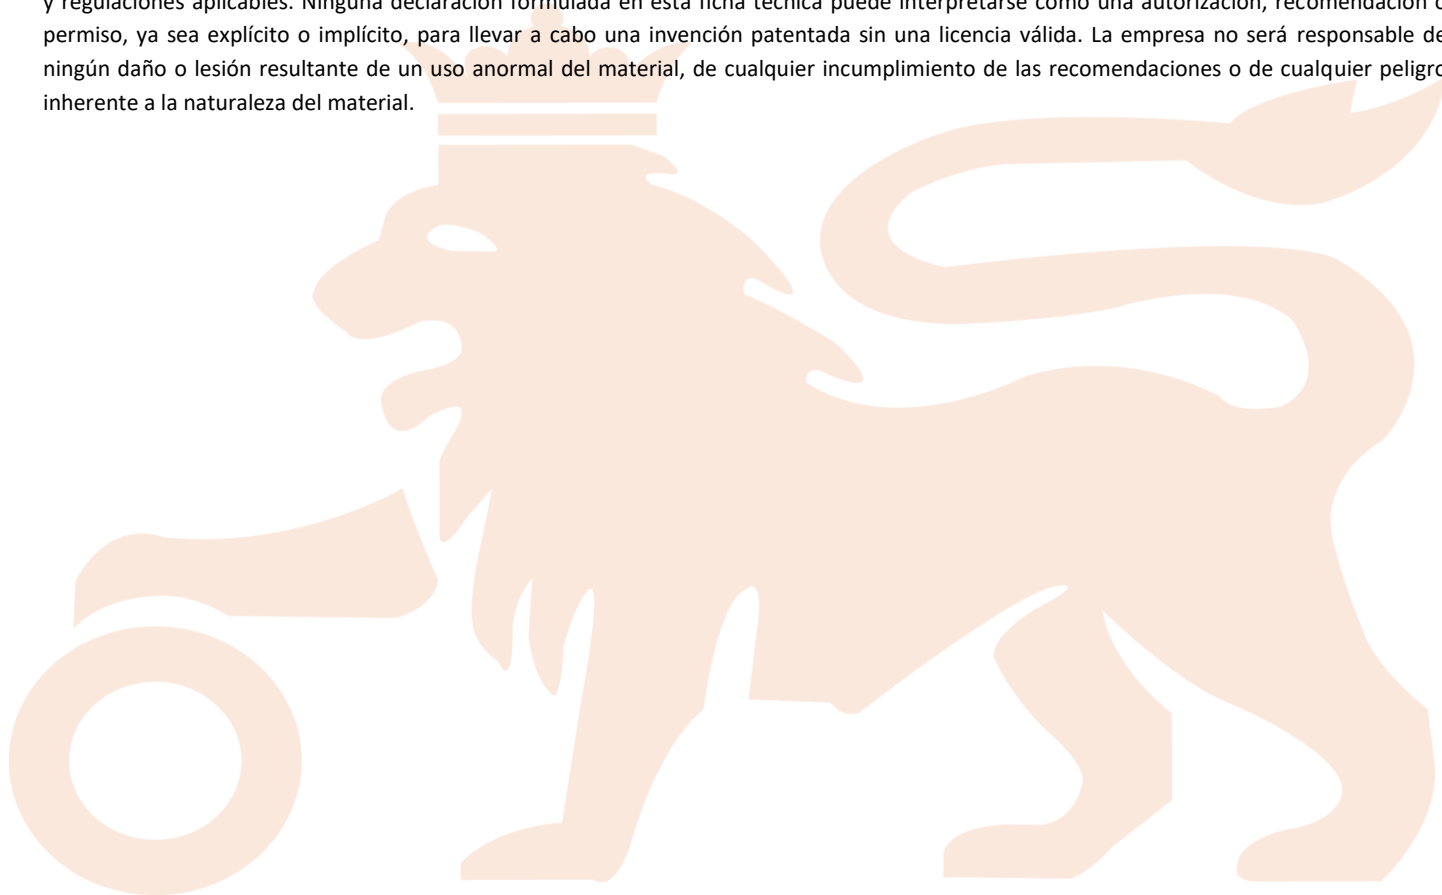 y regulaciones aplicables. Ninguna declaración formulada en esta ficha técnica puede interpretarse como una autorización, recomendación o
permiso, ya sea explícito o implícito, para llevar a cabo una invención patentada sin una licencia válida. La empresa no será responsable de
ningún daño o lesión resultante de un uso anormal del material, de cualquier incumplimiento de las recomendaciones o de cualquier peligro
inherente a la naturaleza del material.